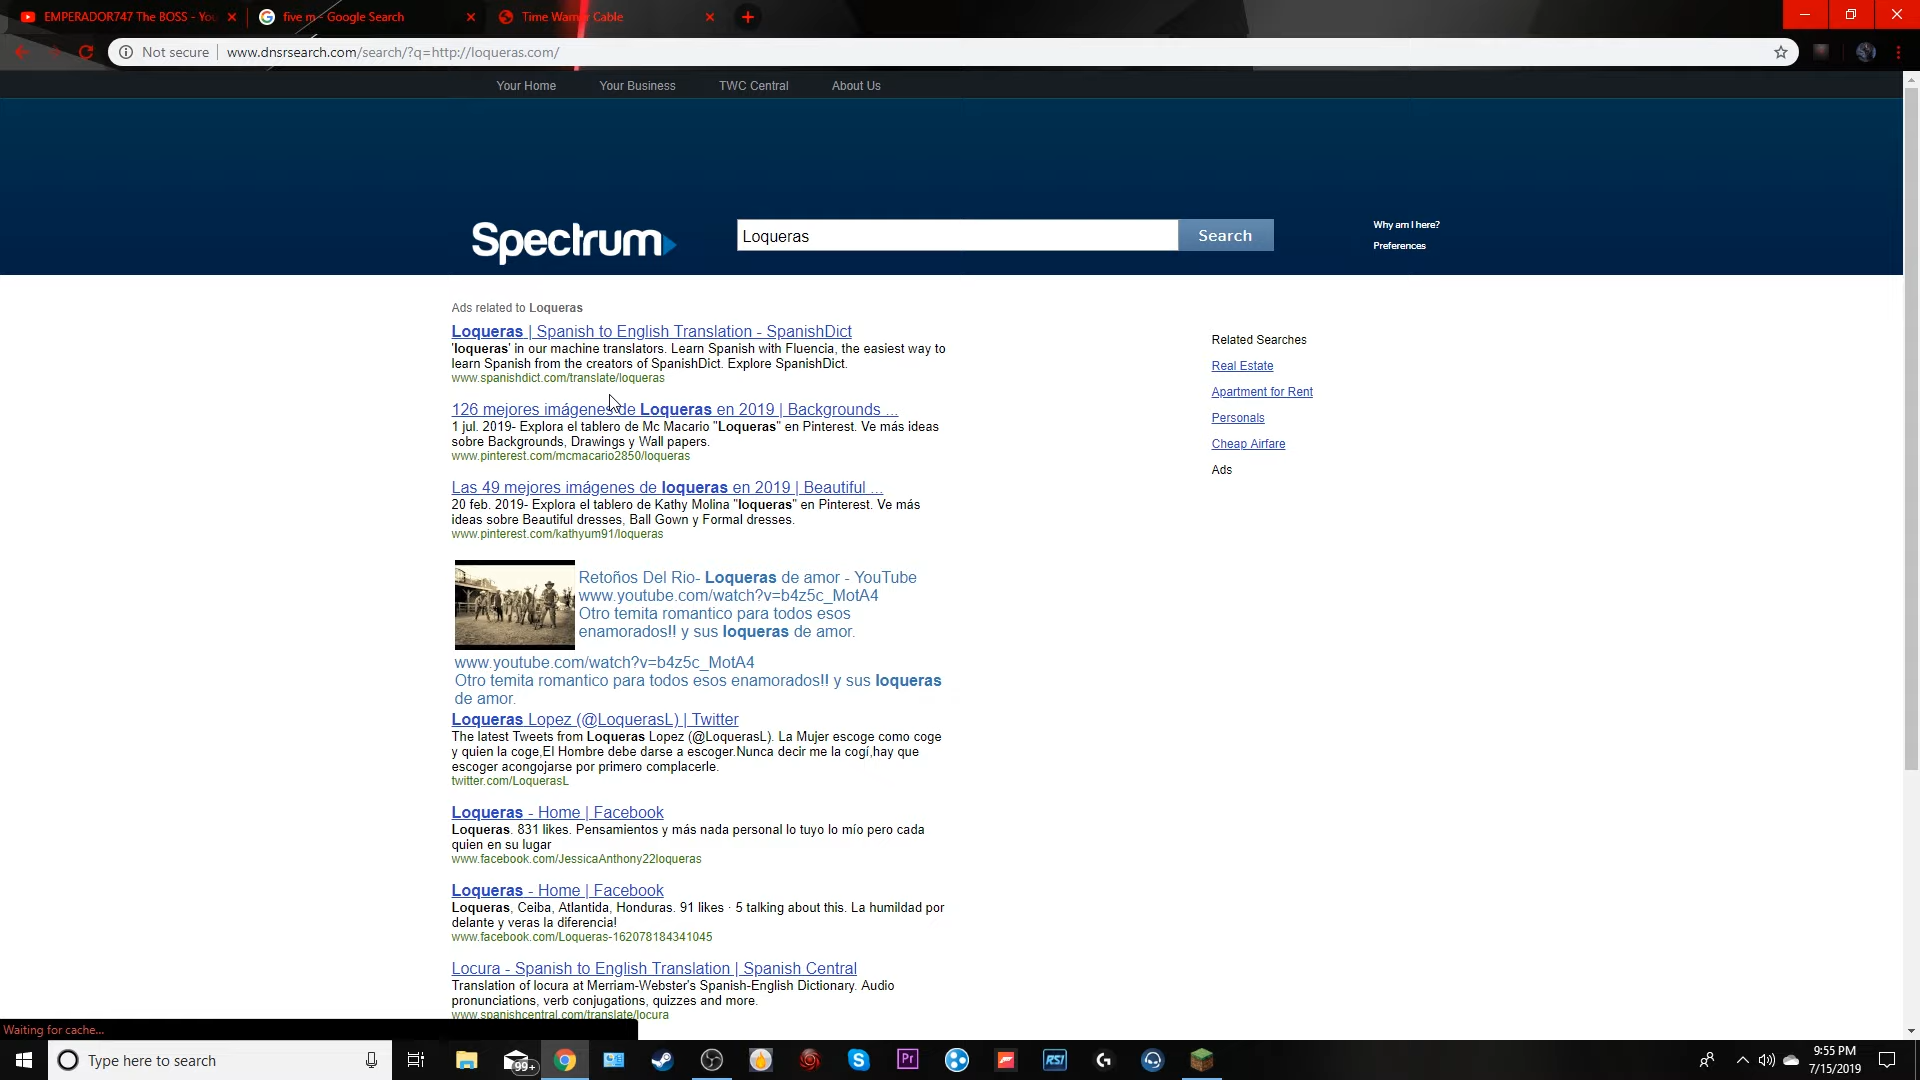 EMPERADOR747 The BOSS - You
five m - Google Search
Time Warner Cable
Not secure
www.dnsrsearch.com/search/?q=http://loqueras.com/
Your Home
Your Business
TWC Central
About Us
Spectrum
Loqueras
Search
Why am I here?
Preferences
Ads related to Loqueras
Loqueras | Spanish to English Translation - SpanishDict
'loqueras' in our machine translators. Learn Spanish with Fluencia, the easiest way to
learn Spanish from the creators of SpanishDict. Explore SpanishDict.
www.spanishdict.com/translate/loqueras
126 mejores imágenes de Loqueras en 2019 | Backgrounds ...
1 jul. 2019- Explora el tablero de Mc Macario "Loqueras" en Pinterest. Ve más ideas
sobre Backgrounds, Drawings y Wall papers.
www.pinterest.com/mcmacario2850/loqueras
Las 49 mejores imágenes de loqueras en 2019 | Beautiful ...
20 feb. 2019- Explora el tablero de Kathy Molina "loqueras" en Pinterest. Ve más
ideas sobre Beautiful dresses, Ball Gown y Formal dresses.
www.pinterest.com/kathyum91/loqueras
Retoños Del Rio- Loqueras de amor - YouTube
www.youtube.com/watch?v=b4z5c_MotA4
Otro temita romantico para todos esos
enamorados!! y sus loqueras de amor.
www.youtube.com/watch?v=b4z5c_MotA4
Otro temita romantico para todos esos enamorados!! y sus loqueras
de amor.
Loqueras Lopez (@LoquerasL) | Twitter
The latest Tweets from Loqueras Lopez (@LoquerasL). La Mujer escoge como coge
y quien la coge,El Hombre debe darse a escoger.Nunca decir me la cogí,hay que
escoger acongojarse por primero complacerle.
twitter.com/LoquerasL
Loqueras - Home | Facebook
Loqueras. 831 likes. Pensamientos y más nada personal lo tuyo lo mío pero cada
quien en su lugar
www.facebook.com/JessicaAnthony22loqueras
Loqueras - Home | Facebook
Loqueras, Ceiba, Atlantida, Honduras. 91 likes · 5 talking about this. La humildad por
delante y veras la diferencia!
www.facebook.com/Loqueras-162078184341045
Locura - Spanish to English Translation | Spanish Central
Translation of locura at Merriam-Webster's Spanish-English Dictionary. Audio
pronunciations, verb conjugations, quizzes and more.
www.spanishcentral.com/translate/locura
Related Searches
Real Estate
Apartment for Rent
Personals
Cheap Airfare
Ads
Waiting for cache...
Type here to search
99+
Pr
RSI
9:55 PM
7/15/2019